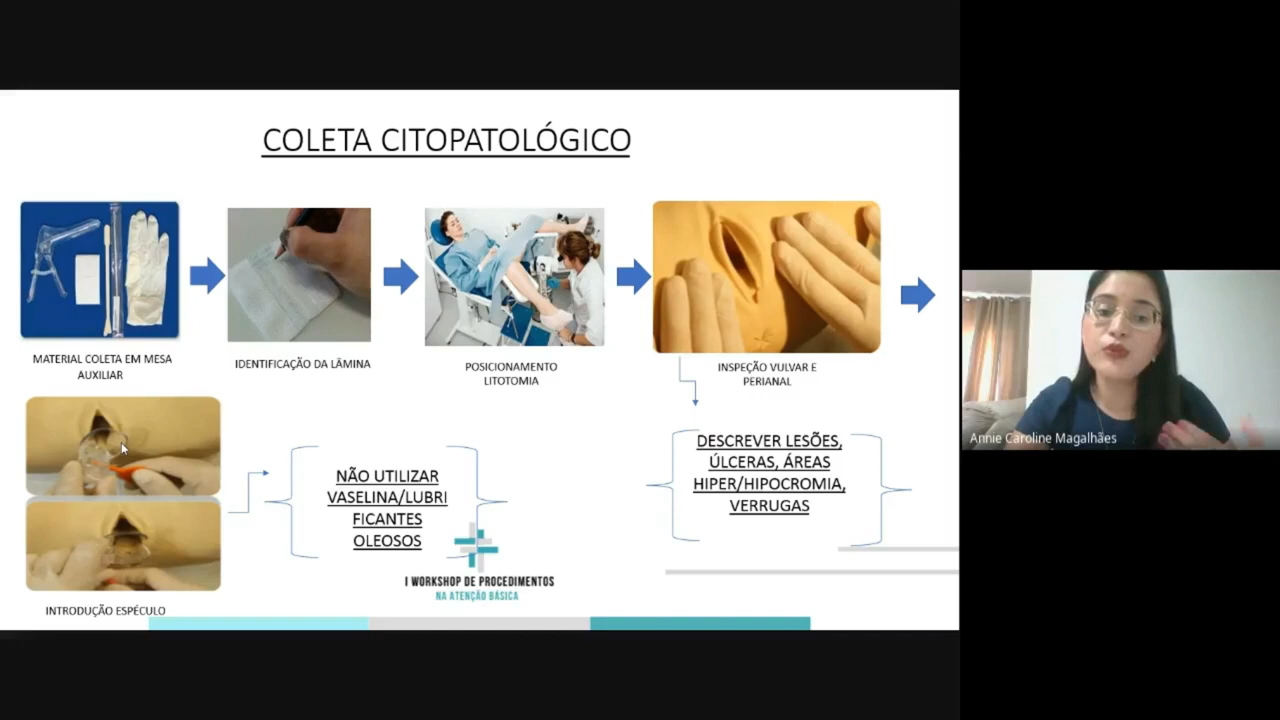 COLETA CITOPATOLÓGICO
MATERIAL COLETA EM MESA
AUXILIAR
IDENTIFICAÇÃO DA LÂMINA
POSICIONAMENTO
LITOTOMIA
INSPEÇÃO VULVAR E
PERIANAL
DESCREVER LESÕES,
ÚLCERAS, ÁREAS
HIPER/HIPOCROMIA,
VERRUGAS
NÃO UTILIZAR
VASELINA/LUBRI
FICANTES
OLEOSOS
INTRODUÇÃO ESPÉCULO
I WORKSHOP DE PROCEDIMENTOS
NA ATENÇÃO BÁSICA
Annie Caroline Magalhães